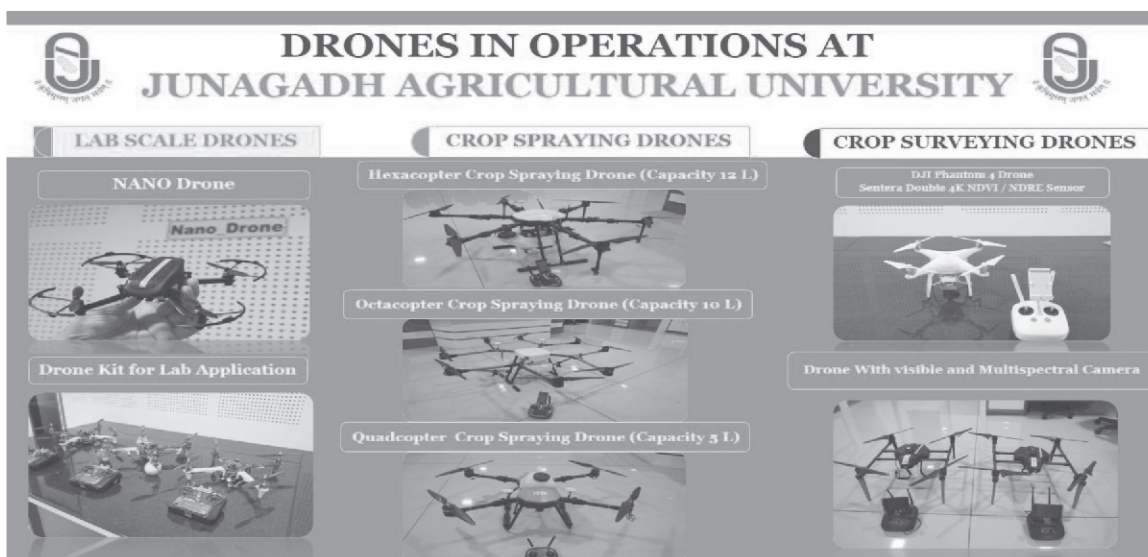 DRONES IN OPERATIONS AT
JUNAGADH AGRICULTURAL UNIVERSITY
LAB SCALE DRONES
NANO Drone
Nano Drone
Drone Kit for Lab Application
CROP SPRAYING DRONES
Hexacopter Crop Spraying Drone (Capacity 12 L)
Octacopter Crop Spraying Drone (Capacity 10 L)
Quadcopter Crop Spraying Drone (Capacity 5 L)
CROP SURVEYING DRONES
DJI Phantom 4 Drone
Sentera Double 4K NDVI / NDRE Sensor
Drone With visible and Multispectral Camera